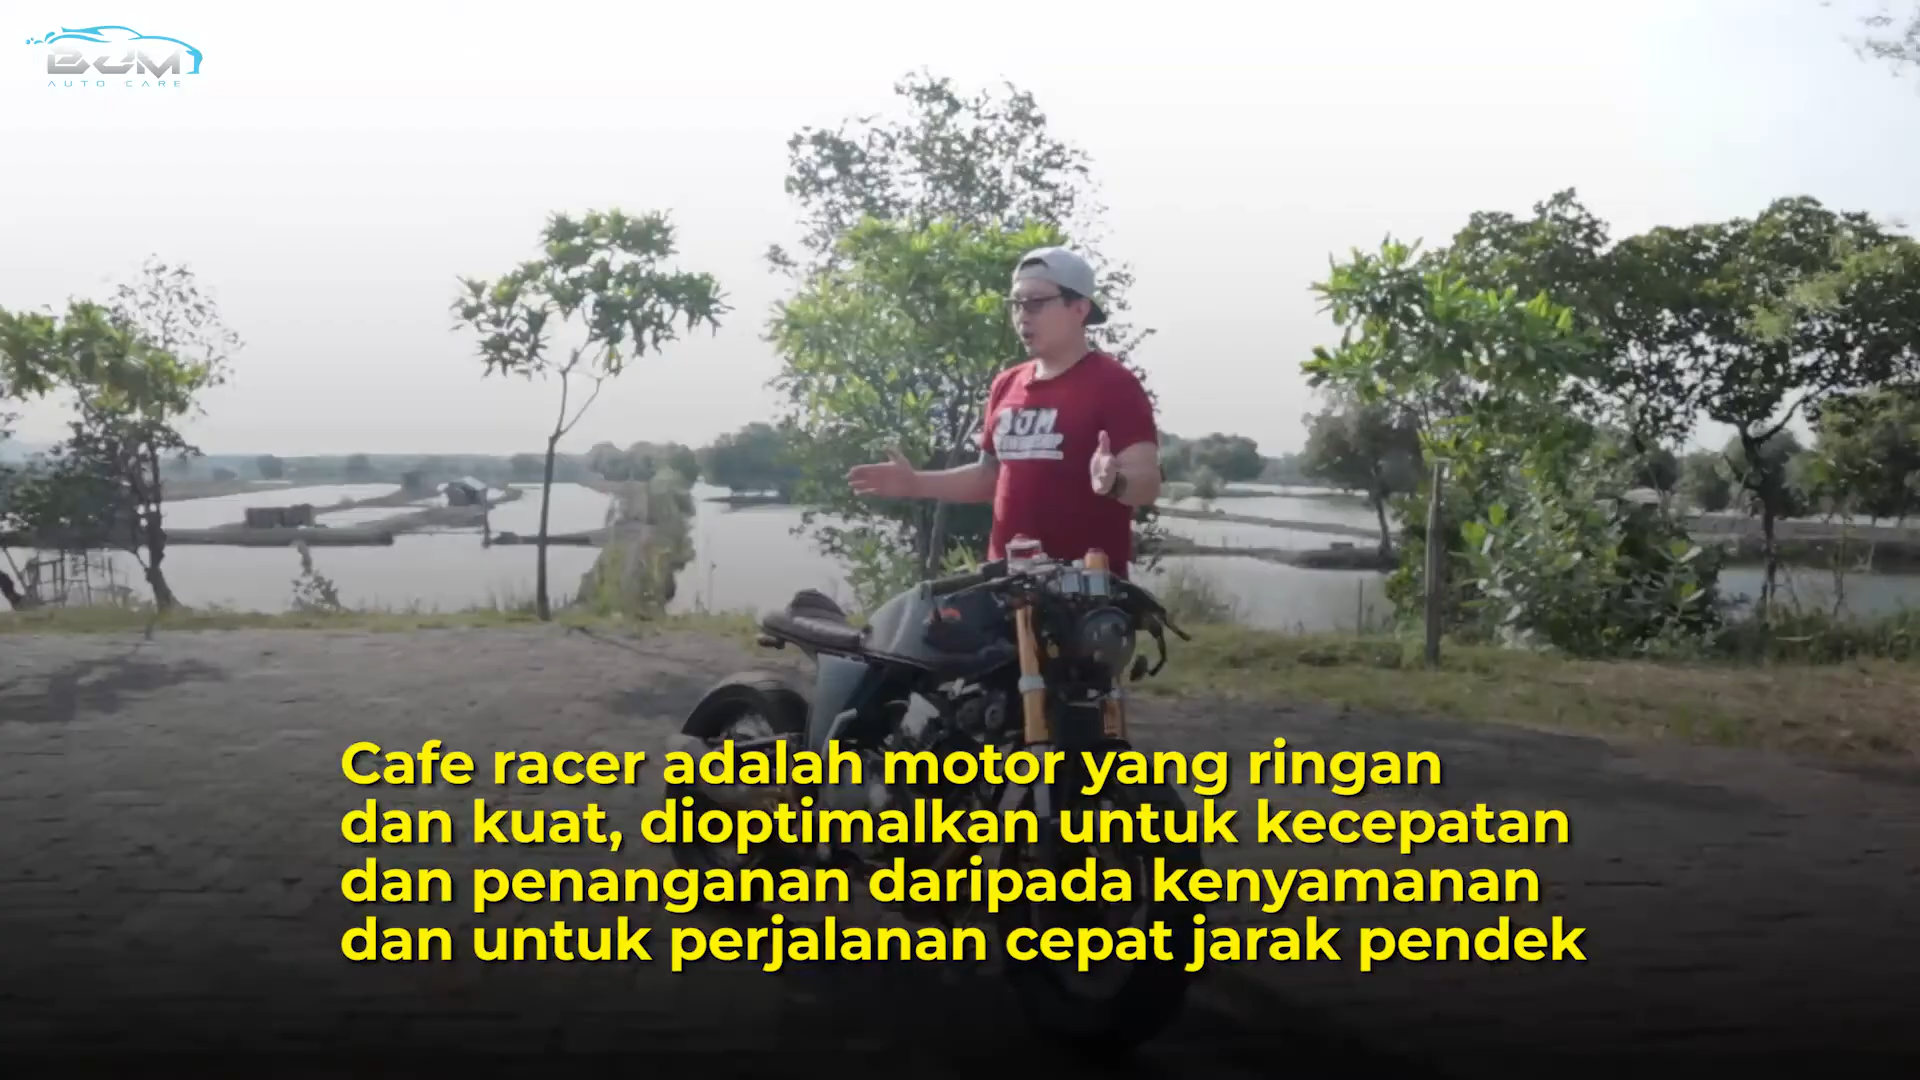 BJM
AUTO CARE
BJM
Cafe racer adalah motor yang ringan
dan kuat, dioptimalkan untuk kecepatan
dan penanganan daripada kenyamanan
dan untuk perjalanan cepat jarak pendek